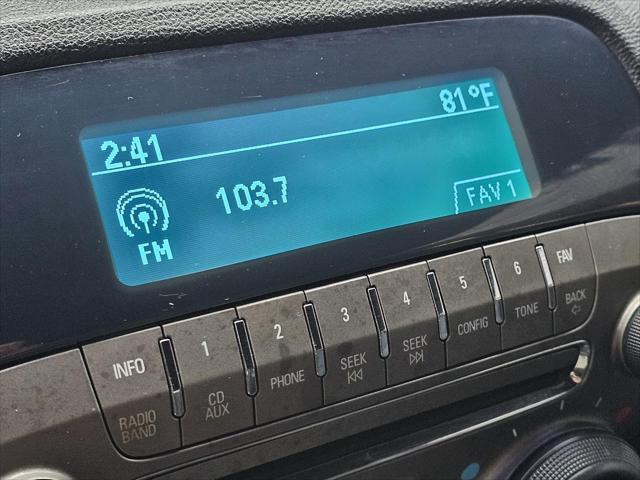 2:41 81°F
103.7
FM FAV 1
INFO 1 2 3 4 5 6 FAV
RADIO BAND CD AUX PHONE SEEK SEEK CONFIG TONE BACK